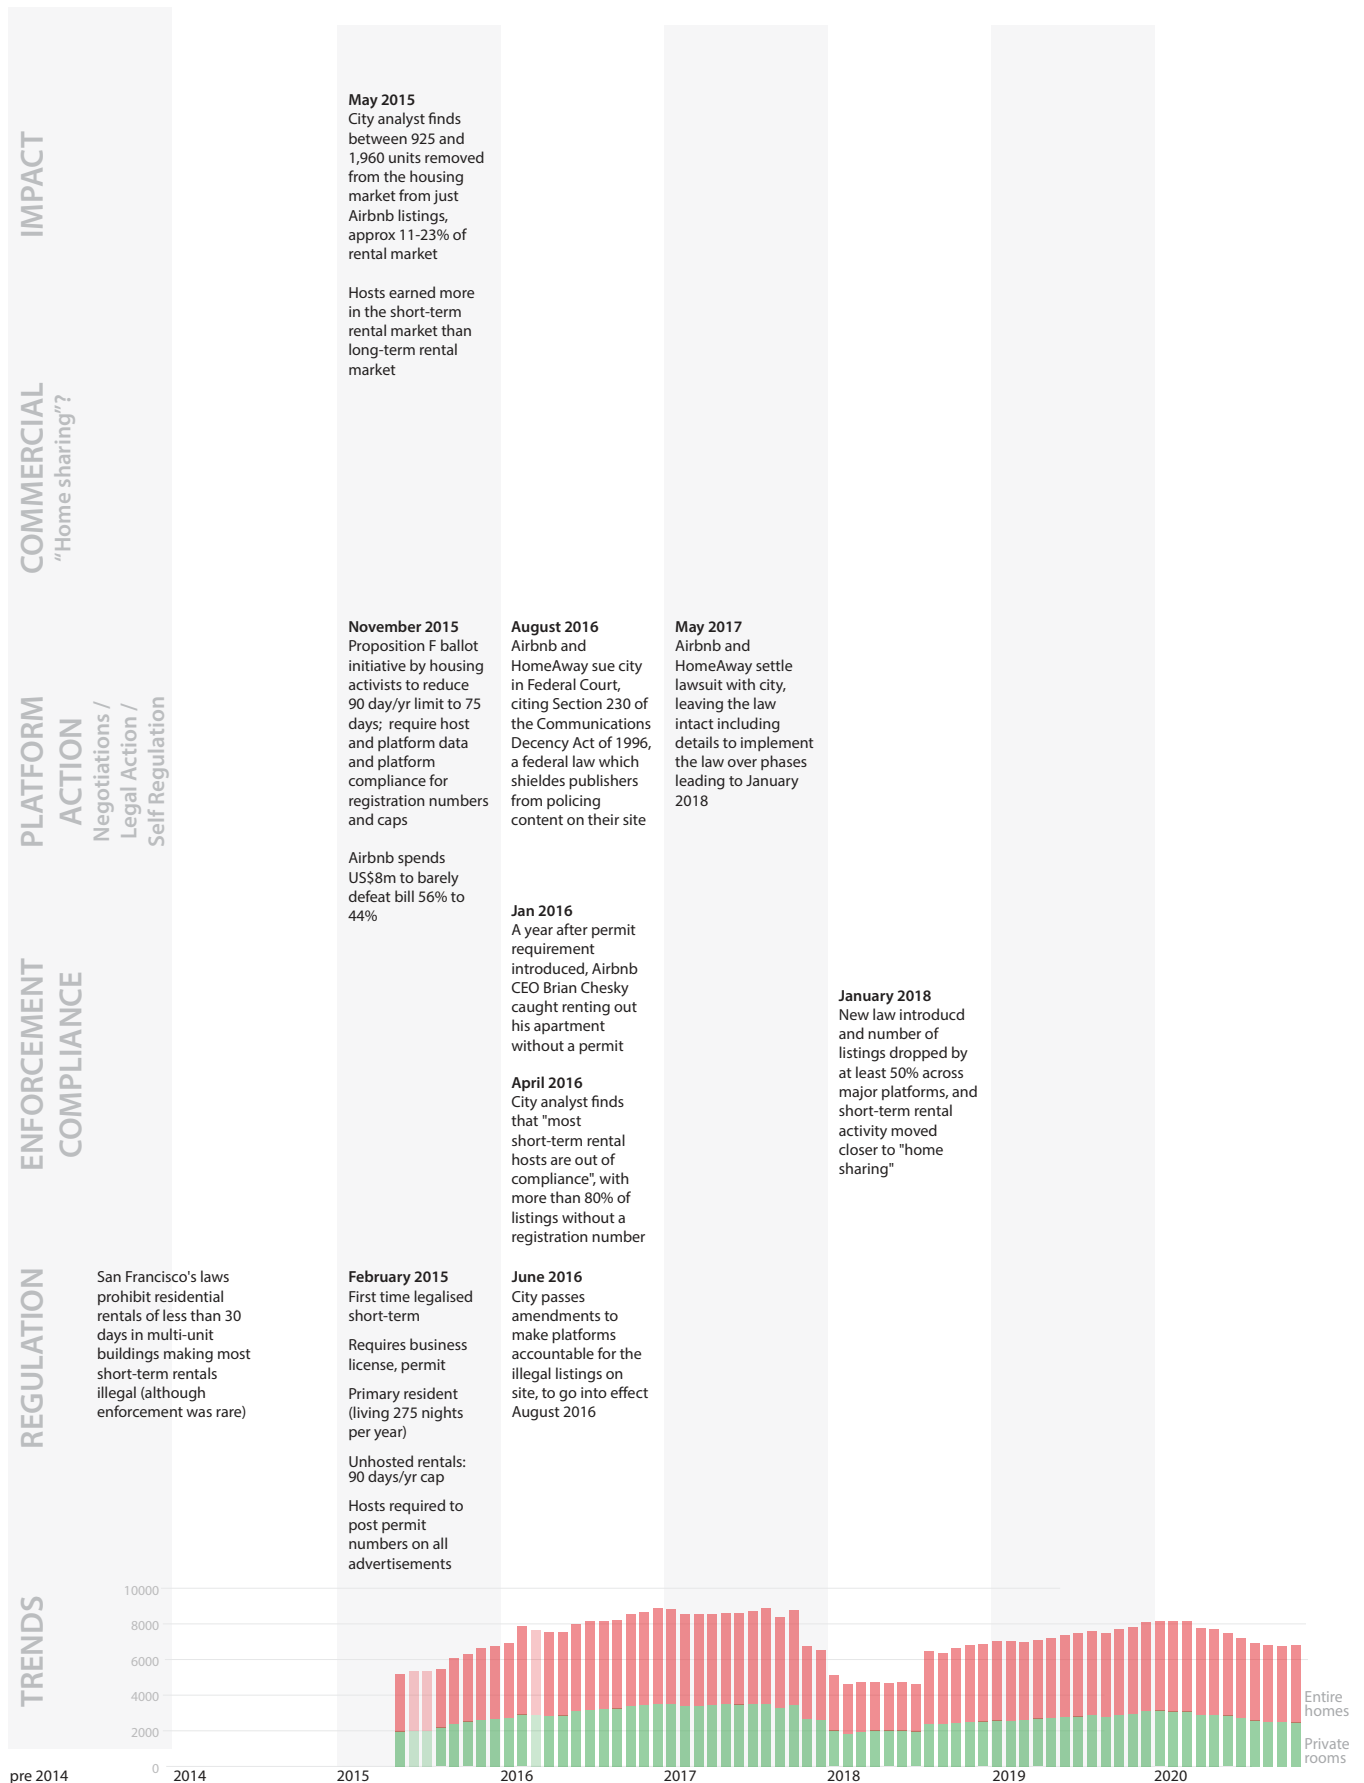 IMPACT
May 2015
City analyst finds
between 925 and
1,960 units removed
from the housing
market from just
Airbnb listings,
approx 11-23% of
rental market
Hosts earned more
in the short-term
rental market than
long-term rental
market
COMMERCIAL
“Home sharing”?
PLATFORM
ACTION
Negotiations /
Legal Action /
Self Regulation
November 2015
Proposition F ballot
initiative by housing
activists to reduce
90 day/yr limit to 75
days; require host
and platform data
and platform
compliance for
registration numbers
and caps
Airbnb spends
US$8m to barely
defeat bill 56% to
44%
August 2016
Airbnb and
HomeAway sue city
in Federal Court,
citing Section 230 of
the Communications
Decency Act of 1996,
a federal law which
shieldes publishers
from policing
content on their site
May 2017
Airbnb and
HomeAway settle
lawsuit with city,
leaving the law
intact including
details to implement
the law over phases
leading to January
2018
ENFORCEMENT
COMPLIANCE
Jan 2016
A year after permit
requirement
introduced, Airbnb
CEO Brian Chesky
caught renting out
his apartment
without a permit
April 2016
City analyst finds
that "most
short-term rental
hosts are out of
compliance", with
more than 80% of
listings without a
registration number
January 2018
New law introducd
and number of
listings dropped by
at least 50% across
major platforms, and
short-term rental
activity moved
closer to "home
sharing"
REGULATION
San Francisco's laws
prohibit residential
rentals of less than 30
days in multi-unit
buildings making most
short-term rentals
illegal (although
enforcement was rare)
February 2015
First time legalised
short-term
Requires business
license, permit
Primary resident
(living 275 nights
per year)
Unhosted rentals:
90 days/yr cap
Hosts required to
post permit
numbers on all
advertisements
June 2016
City passes
amendments to
make platforms
accountable for the
illegal listings on
site, to go into effect
August 2016
TRENDS
10000
8000
6000
4000
2000
0
Entire
homes
Private
rooms
pre 2014
2014
2015
2016
2017
2018
2019
2020